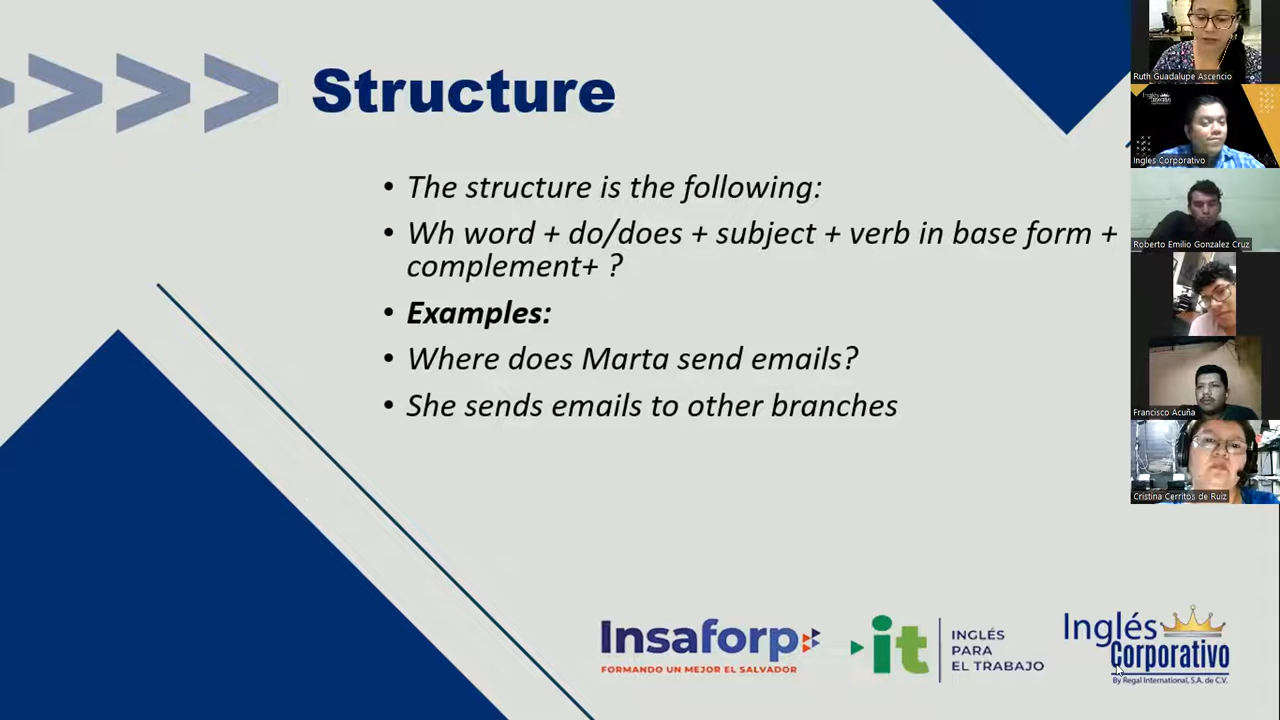 Structure
• The structure is the following:
• Wh word + do/does + subject + verb in base form +
complement+ ?
• Examples:
• Where does Marta send emails?
• She sends emails to other branches
Insaforp
FORMANDO UN MEJOR EL SALVADOR
it
INGLÉS
PARA
EL TRABAJO
Inglés
Corporativo
By Regal International, S.A. de C.V.
Ruth Guadalupe Ascencio
Ingles Corporativo
Roberto Emilio Gonzalez Cruz
Francisco Acuña
Cristina Cerritos de Ruiz